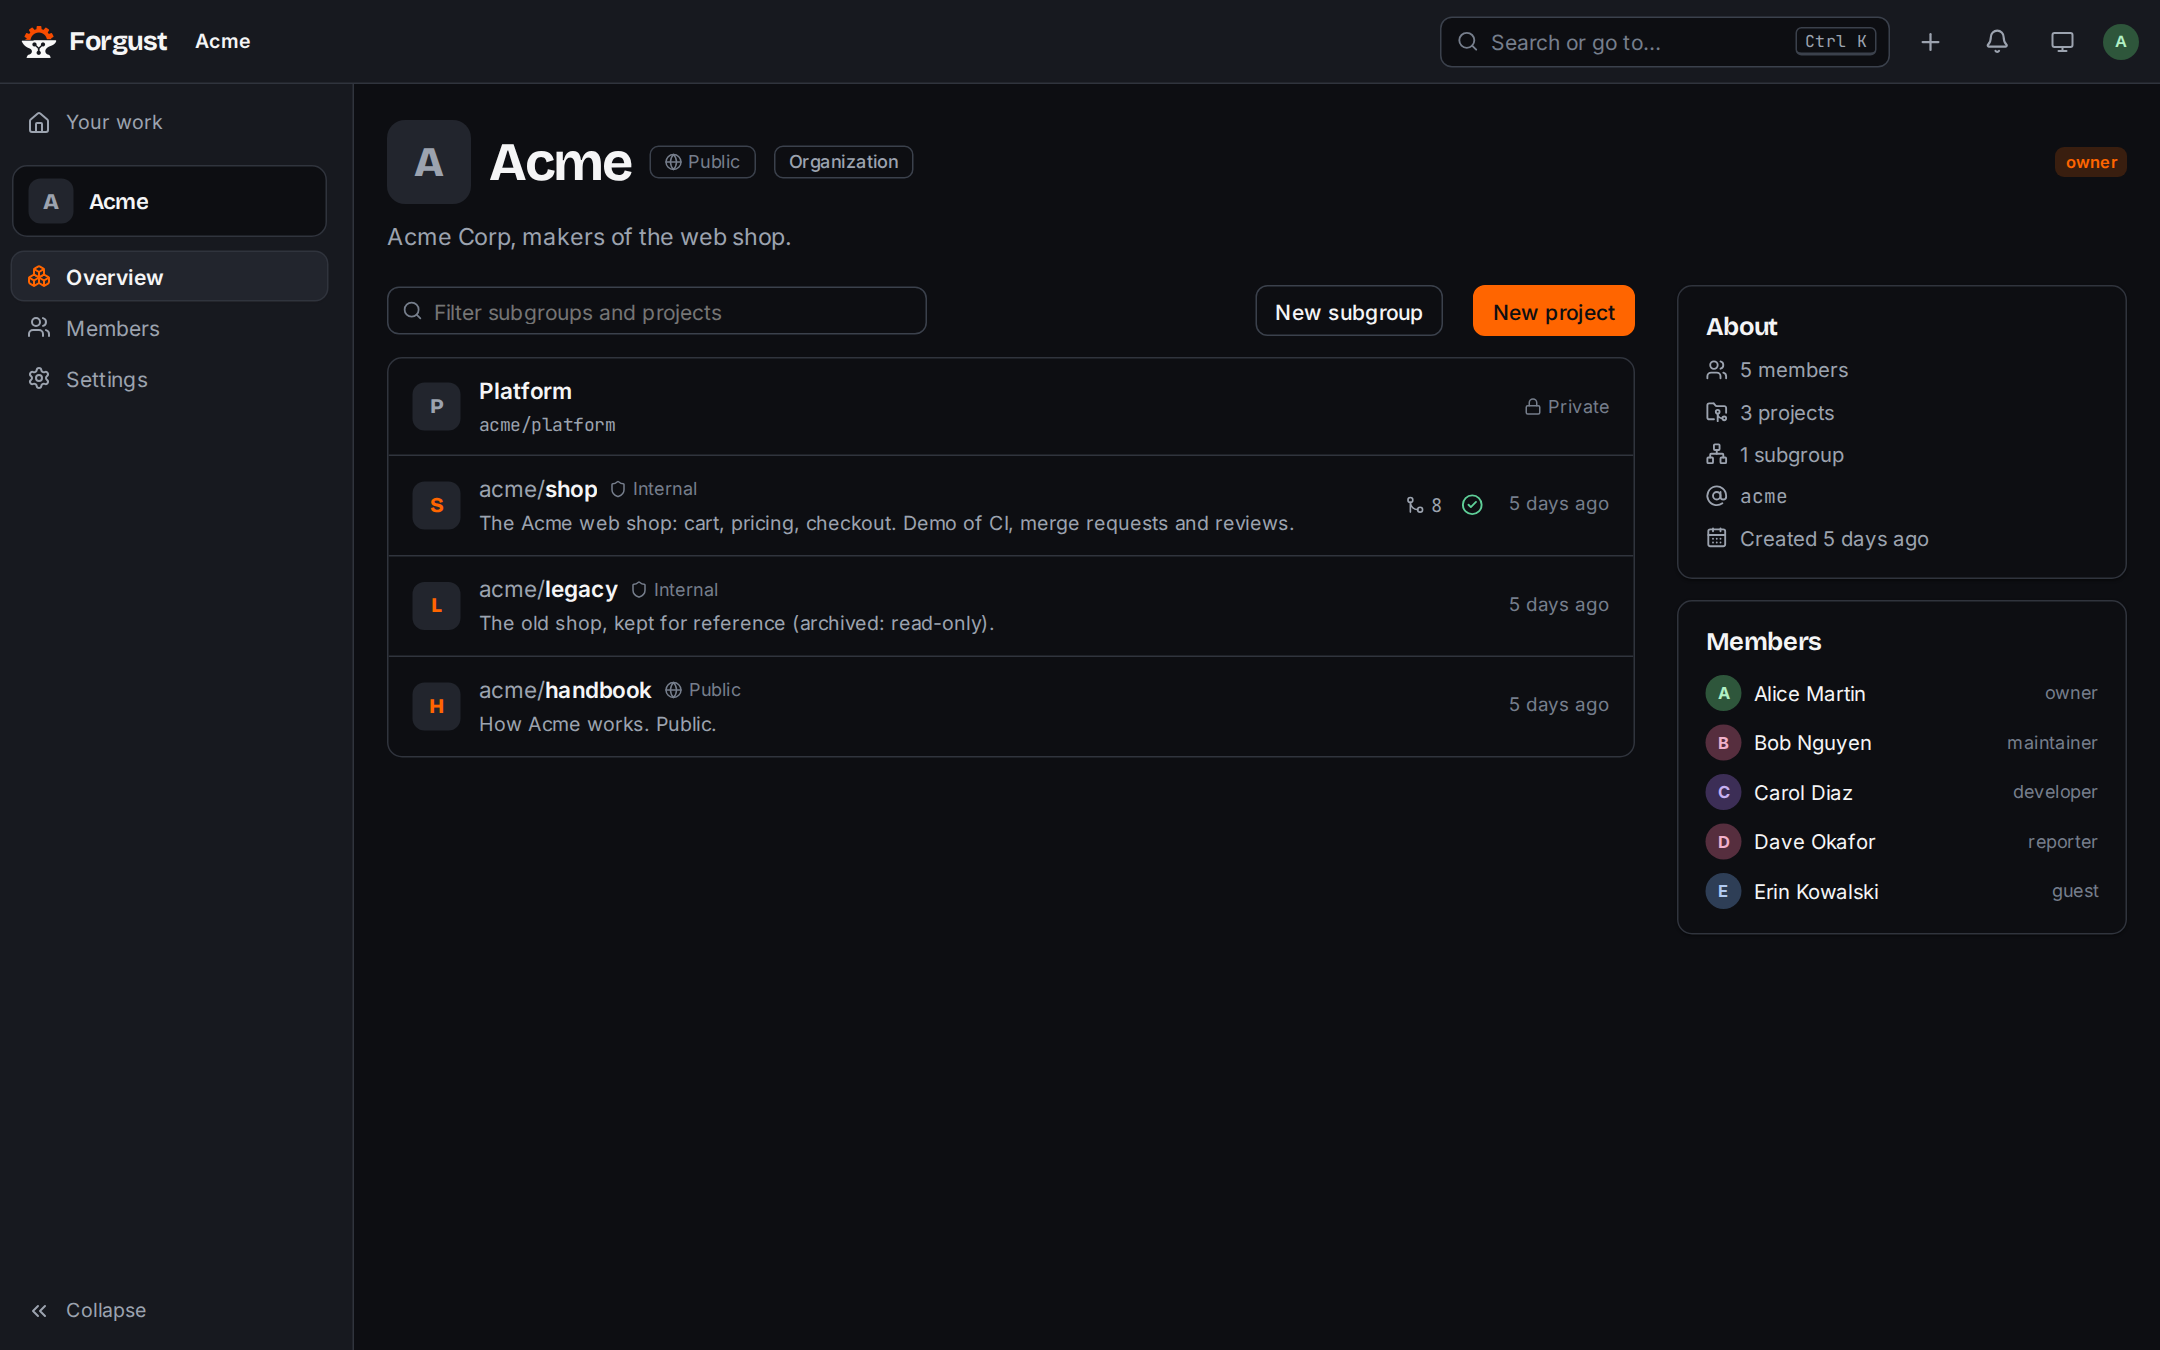 Forgust Acme
Search or go to... Ctrl K
A
Your work
A Acme
Overview
Members
Settings
Collapse
A Acme Public Organization
owner
Acme Corp, makers of the web shop.
Filter subgroups and projects
New subgroup
New project
P Platform
acme/platform
Private
S acme/shop Internal
The Acme web shop: cart, pricing, checkout. Demo of CI, merge requests and reviews.
8 5 days ago
L acme/legacy Internal
The old shop, kept for reference (archived: read-only).
5 days ago
H acme/handbook Public
How Acme works. Public.
5 days ago
About
5 members
3 projects
1 subgroup
acme
Created 5 days ago
Members
A Alice Martin owner
B Bob Nguyen maintainer
C Carol Diaz developer
D Dave Okafor reporter
E Erin Kowalski guest